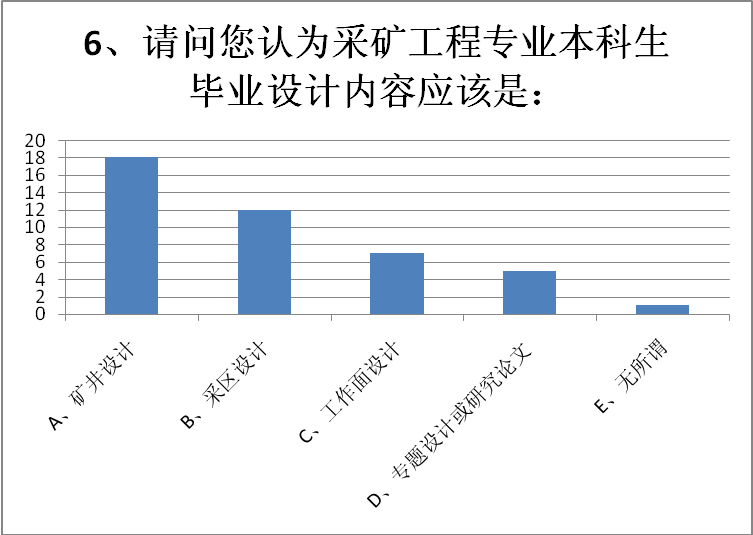 6、请问您认为采矿工程专业本科生
毕业设计内容应该是：
20
18
16
14
12
10
8
6
4
2
0
A、矿井设计
B、采区设计
C、工作面设计
D、专题设计或研究论文
E、无所谓